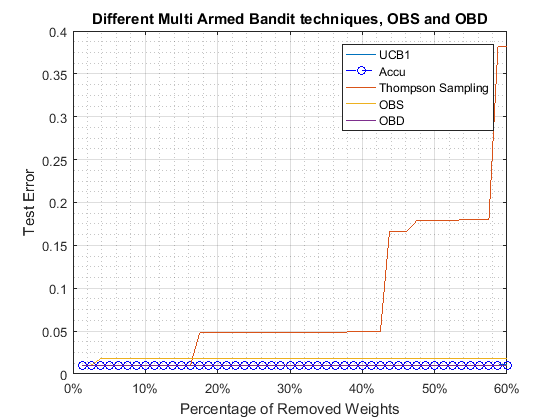 Different Multi Armed Bandit techniques, OBS and OBD
UCB1
Accu
Thompson Sampling
OBS
OBD
Test Error
0.4
0.35
0.3
0.25
0.2
0.15
0.1
0.05
0
0%
10%
20%
30%
40%
50%
60%
Percentage of Removed Weights